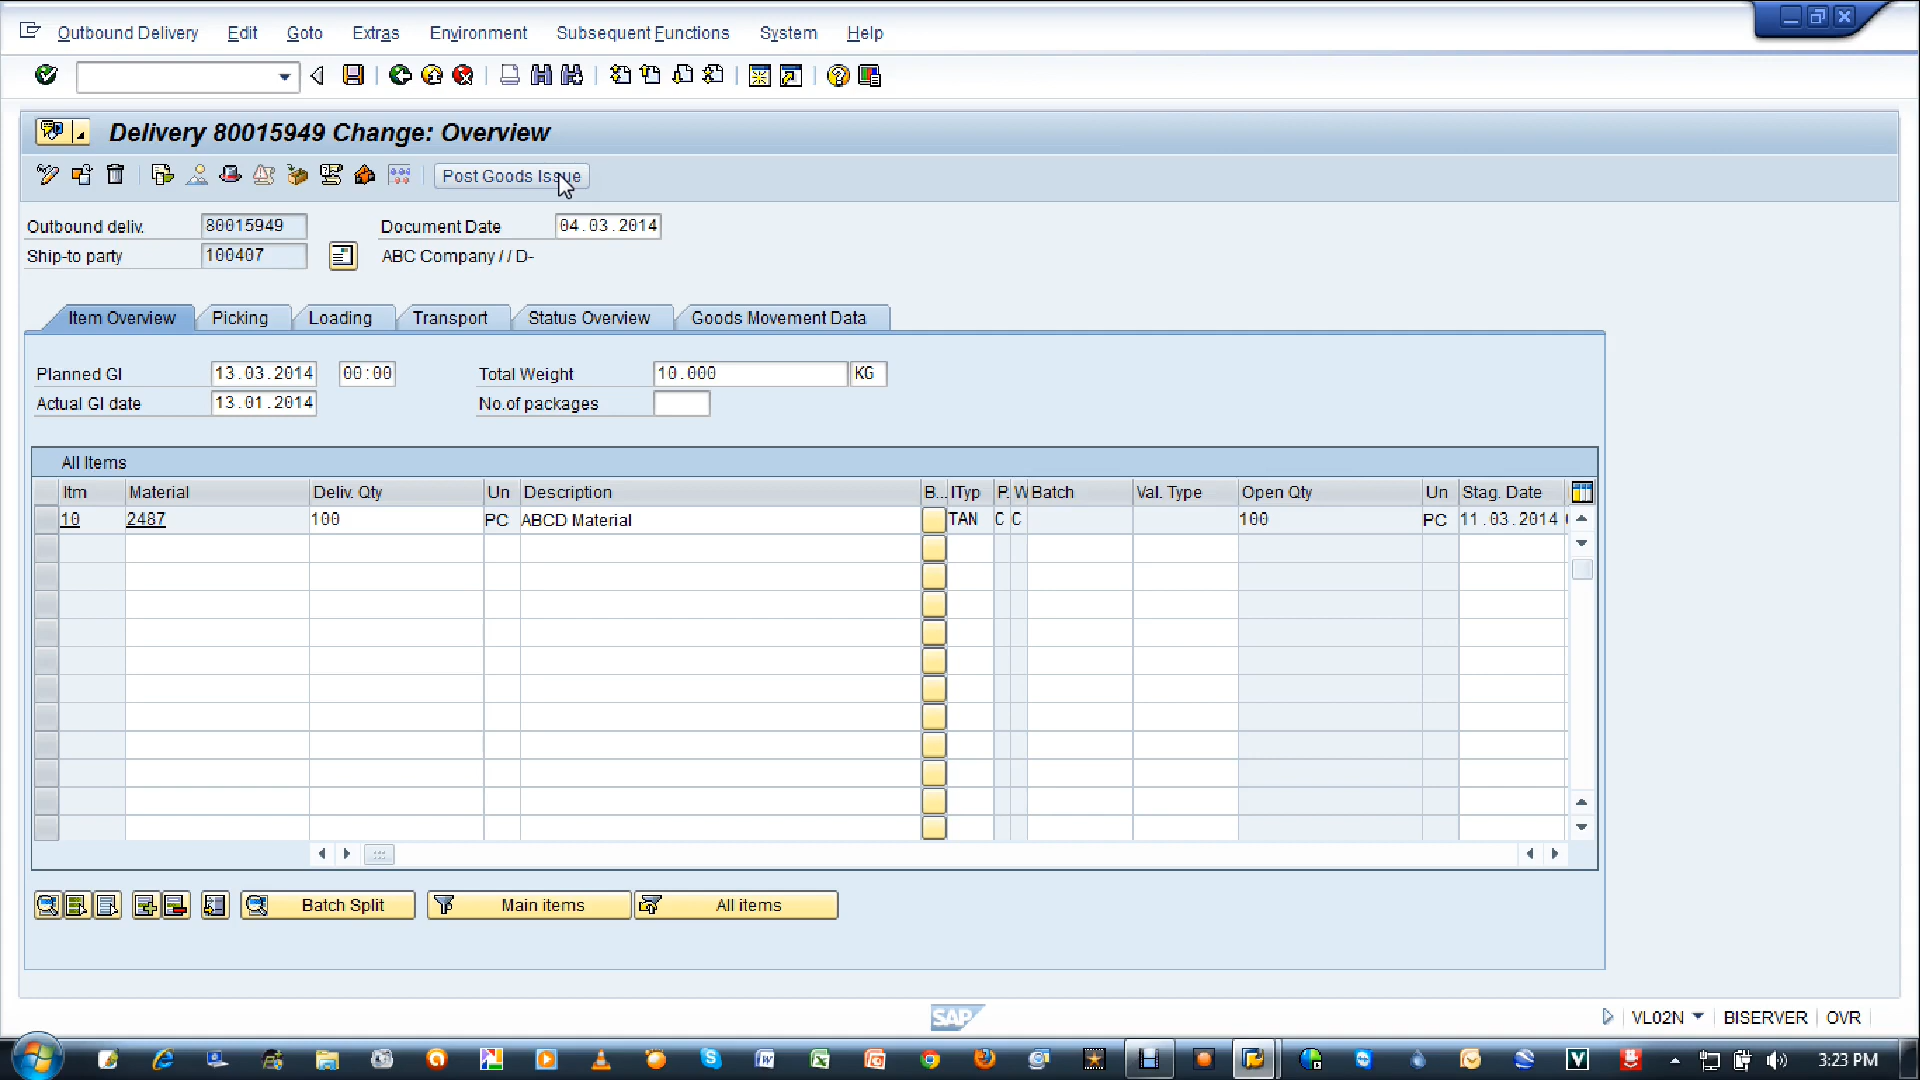 Outbound Delivery Edit Goto Extras Environment Subsequent Functions System Help
Delivery 80015949 Change: Overview
Post Goods Issue
Outbound deliv. 80015949 Document Date 04.03.2014
Ship-to party 100407 ABC Company / / D-
Item Overview Picking Loading Transport Status Overview Goods Movement Data
Planned GI 13.03.2014 00:00 Total Weight 10.000 KG
Actual GI date 13.01.2014 No.of packages
All Items
Itm Material Deliv. Qty Un Description B... ITyp P. W Batch Val. Type Open Qty Un Stag. Date
10 2487 100 PC ABCD Material TAN C C 100 PC 11.03.2014
Batch Split Main items All items
SAP
VL02N BISERVER OVR
3:23 PM